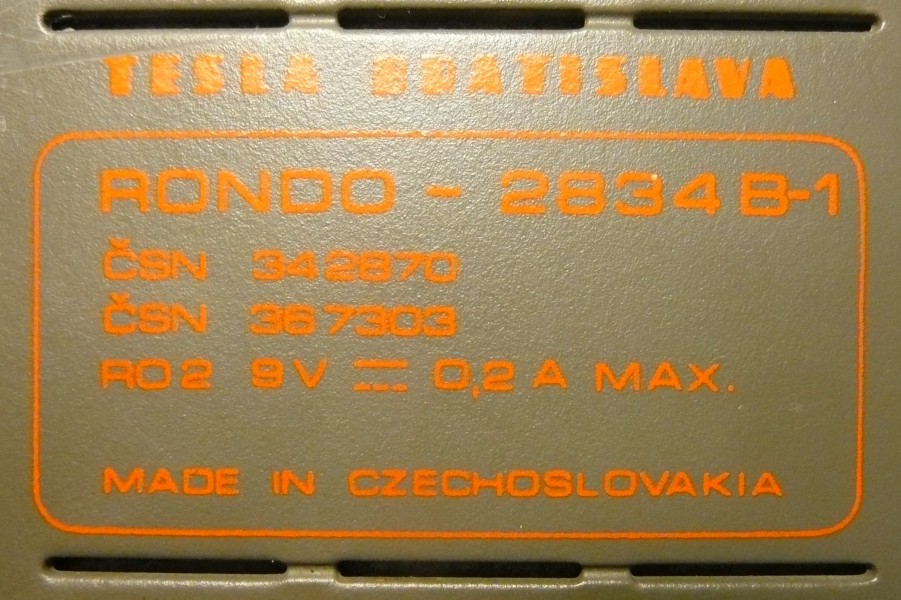 TESLA BRATISLAVA
RONDO - 2834 B-1
ČSN 342870
ČSN 367303
RO2 9V ⎓ 0,2 A MAX.
MADE IN CZECHOSLOVAKIA